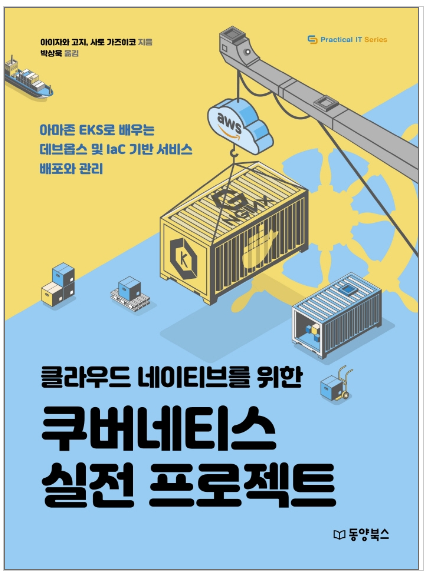 아이자와 고지, 사토 가즈히코 지음
박상욱 옮김
Practical IT Series
아마존 EKS로 배우는
데브옵스 및 IaC 기반 서비스
배포와 관리
aws
NGINX
K
클라우드 네이티브를 위한
쿠버네티스
실전 프로젝트
동양북스